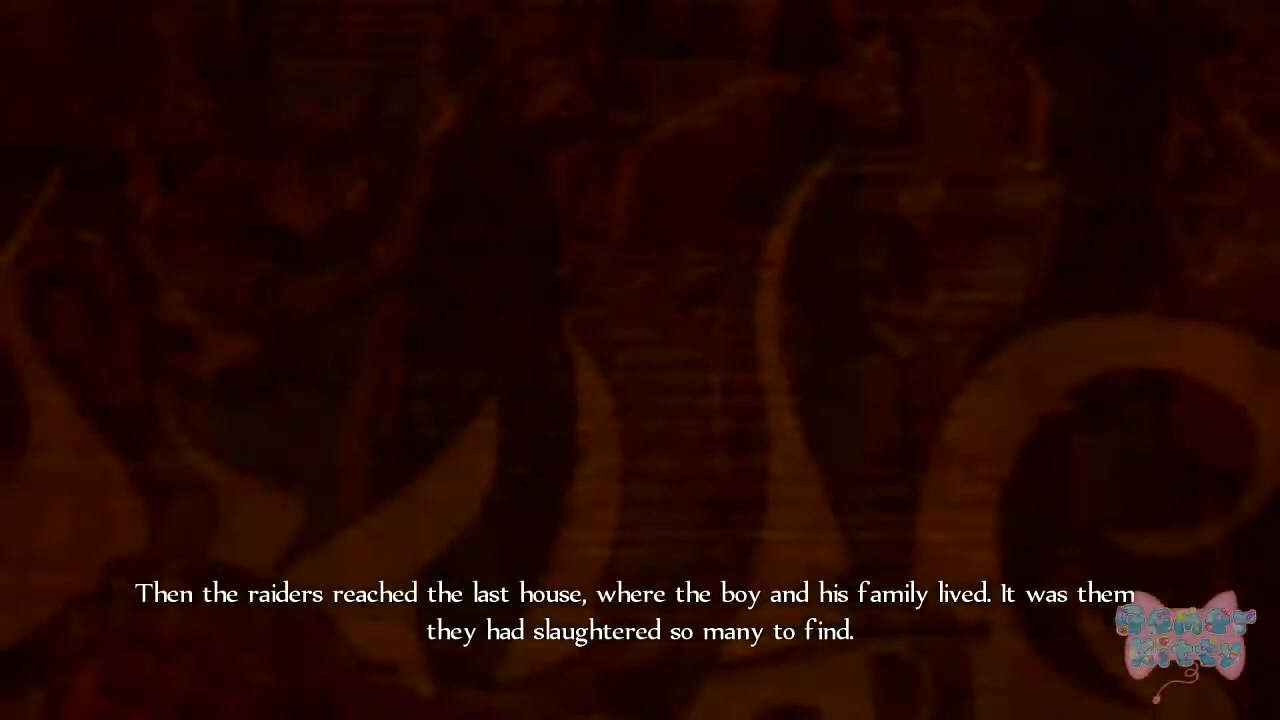 Then the raiders reached the last house, where the boy and his family lived. It was them
they had slaughtered so many to find.